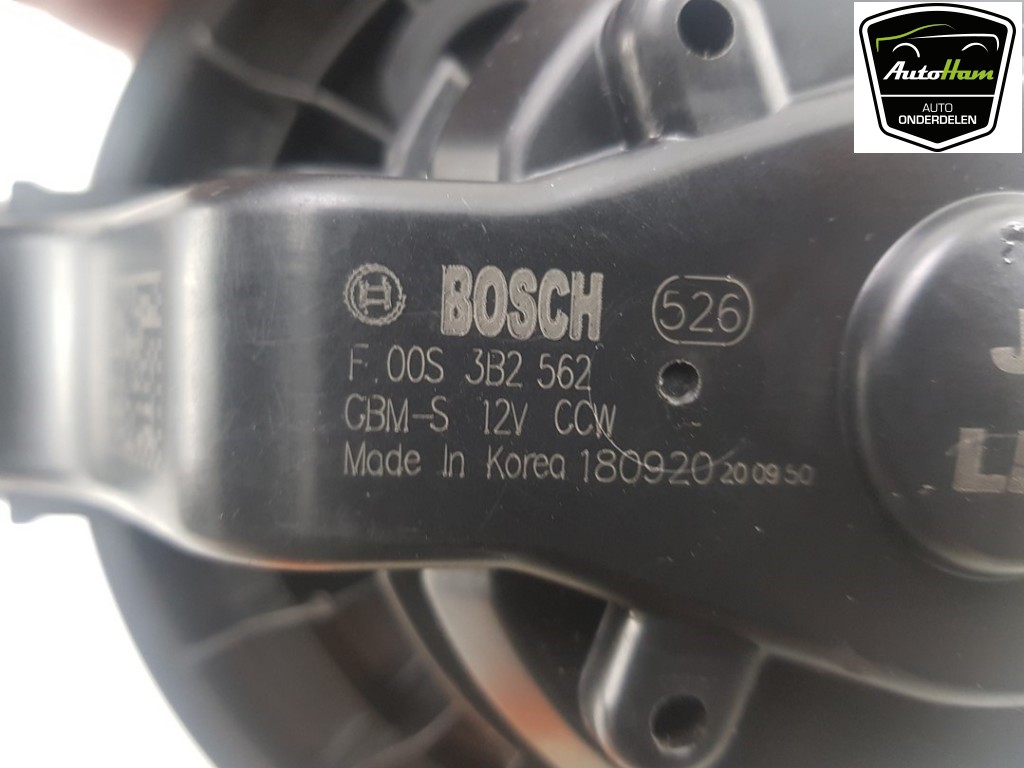 AutoHam
AUTO
ONDERDELEN
BOSCH 526
F.00S 3B2 562
GBM-S 12V CCW
Made In Korea 180920 20 09 50